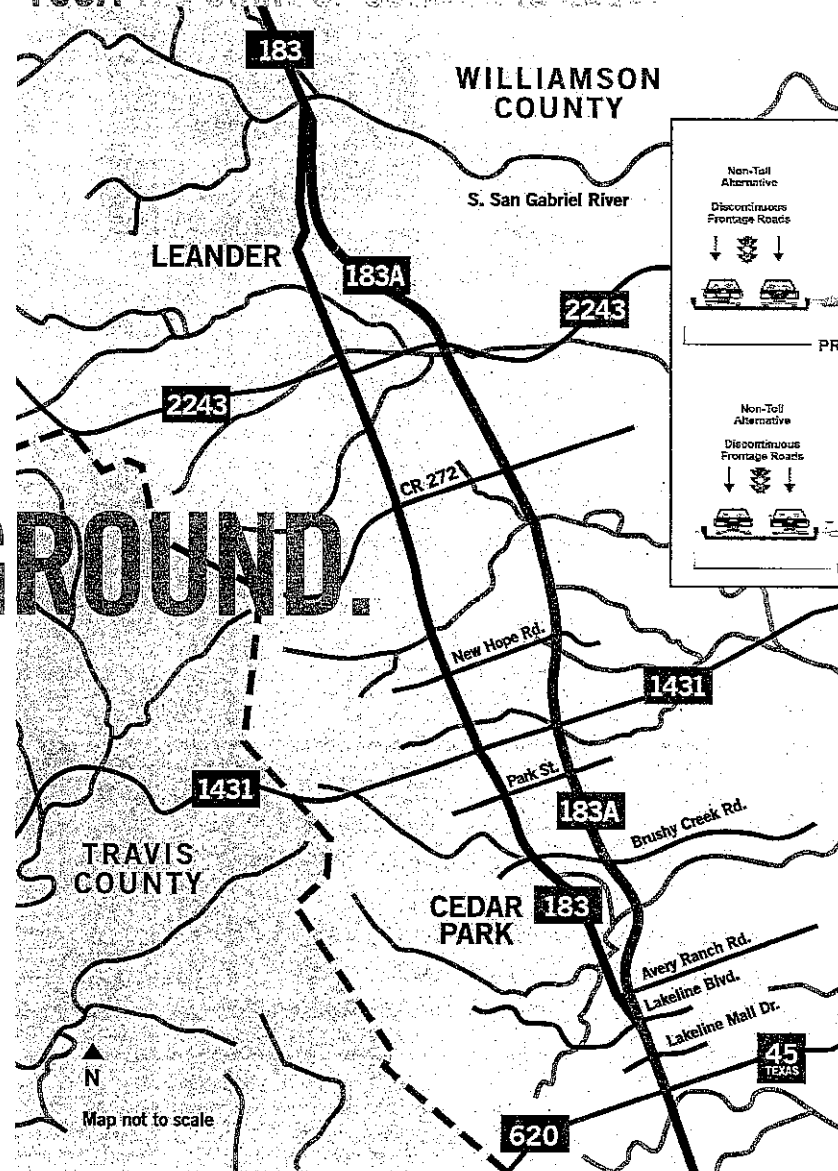 183
WILLIAMSON
COUNTY
Non-Toll
Alternative
S. San Gabriel River
Discontinuous
Frontage Roads
LEANDER
183A
2243
PR
2243
Non-Toll
Alternative
Discontinuous
Frontage Roads
CR 272
GROUND.
New Hope Rd.
1431
Park St.
1431
183A
Brushy Creek Rd.
TRAVIS
COUNTY
CEDAR
PARK
183
Avery Ranch Rd.
Lakeline Blvd.
Lakeline Mall Dr.
45
TEXAS
N
Map not to scale
620